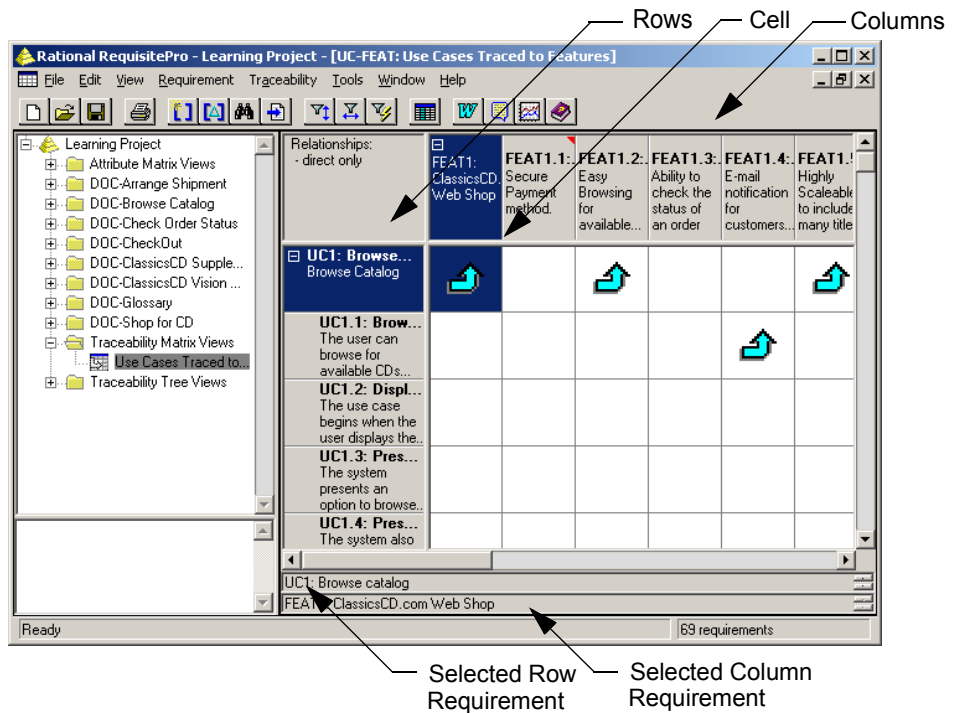 Rows
Cell
Columns
Rational RequisitePro - Learning Project - [UC-FEAT: Use Cases Traced to Features]
File Edit View Requirement Traceability Tools Window Help
Learning Project
Attribute Matrix Views
DOC-Arrange Shipment
DOC-Browse Catalog
DOC-Check Order Status
DOC-CheckOut
DOC-ClassicsCD Supple...
DOC-ClassicsCD Vision ...
DOC-Glossary
DOC-Shop for CD
Traceability Matrix Views
Use Cases Traced to...
Traceability Tree Views
Relationships:
- direct only
FEAT1:
ClassicsCD.
Web Shop
FEAT1.1:.
Secure
Payment
method.
FEAT1.2:.
Easy
Browsing
for
available...
FEAT1.3:.
Ability to
check the
status of
an order
FEAT1.4:.
E-mail
notification
for
customers...
FEAT1.
Highly
Scaleable
to include
many title
UC1: Browse...
Browse Catalog
UC1.1: Brow...
The user can
browse for
available CDs...
UC1.2: Displ...
The use case
begins when the
user displays the..
UC1.3: Pres...
The system
presents an
option to browse..
UC1.4: Pres...
The system also
UC1: Browse catalog
FEAT ClassicsCD.com Web Shop
Ready
69 requirements
Selected Row
Requirement
Selected Column
Requirement